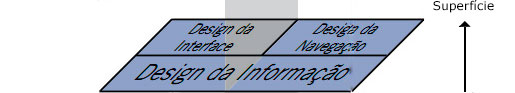 Superfície
Design da
Interface
Design da
Navegação
Design da Informação